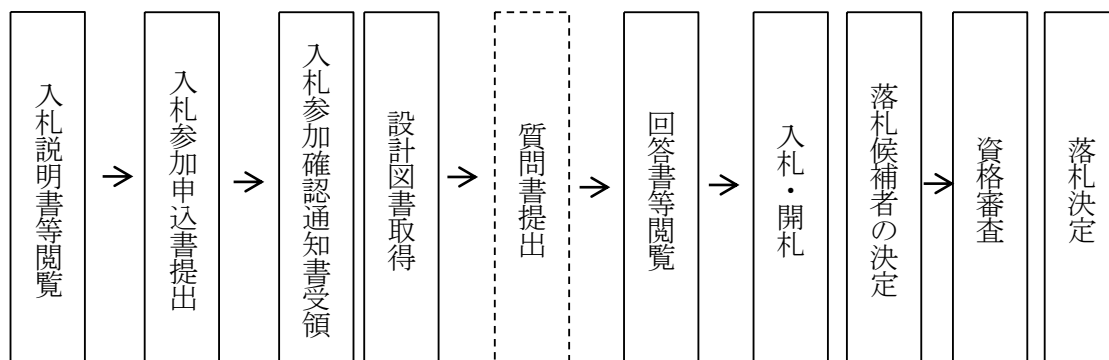 入札説明書等閲覧
入札参加申込書提出
入札参加確認通知書受領
設計図書取得
質問書提出
回答書等閲覧
入札・開札
落札候補者の決定
資格審査
落札決定